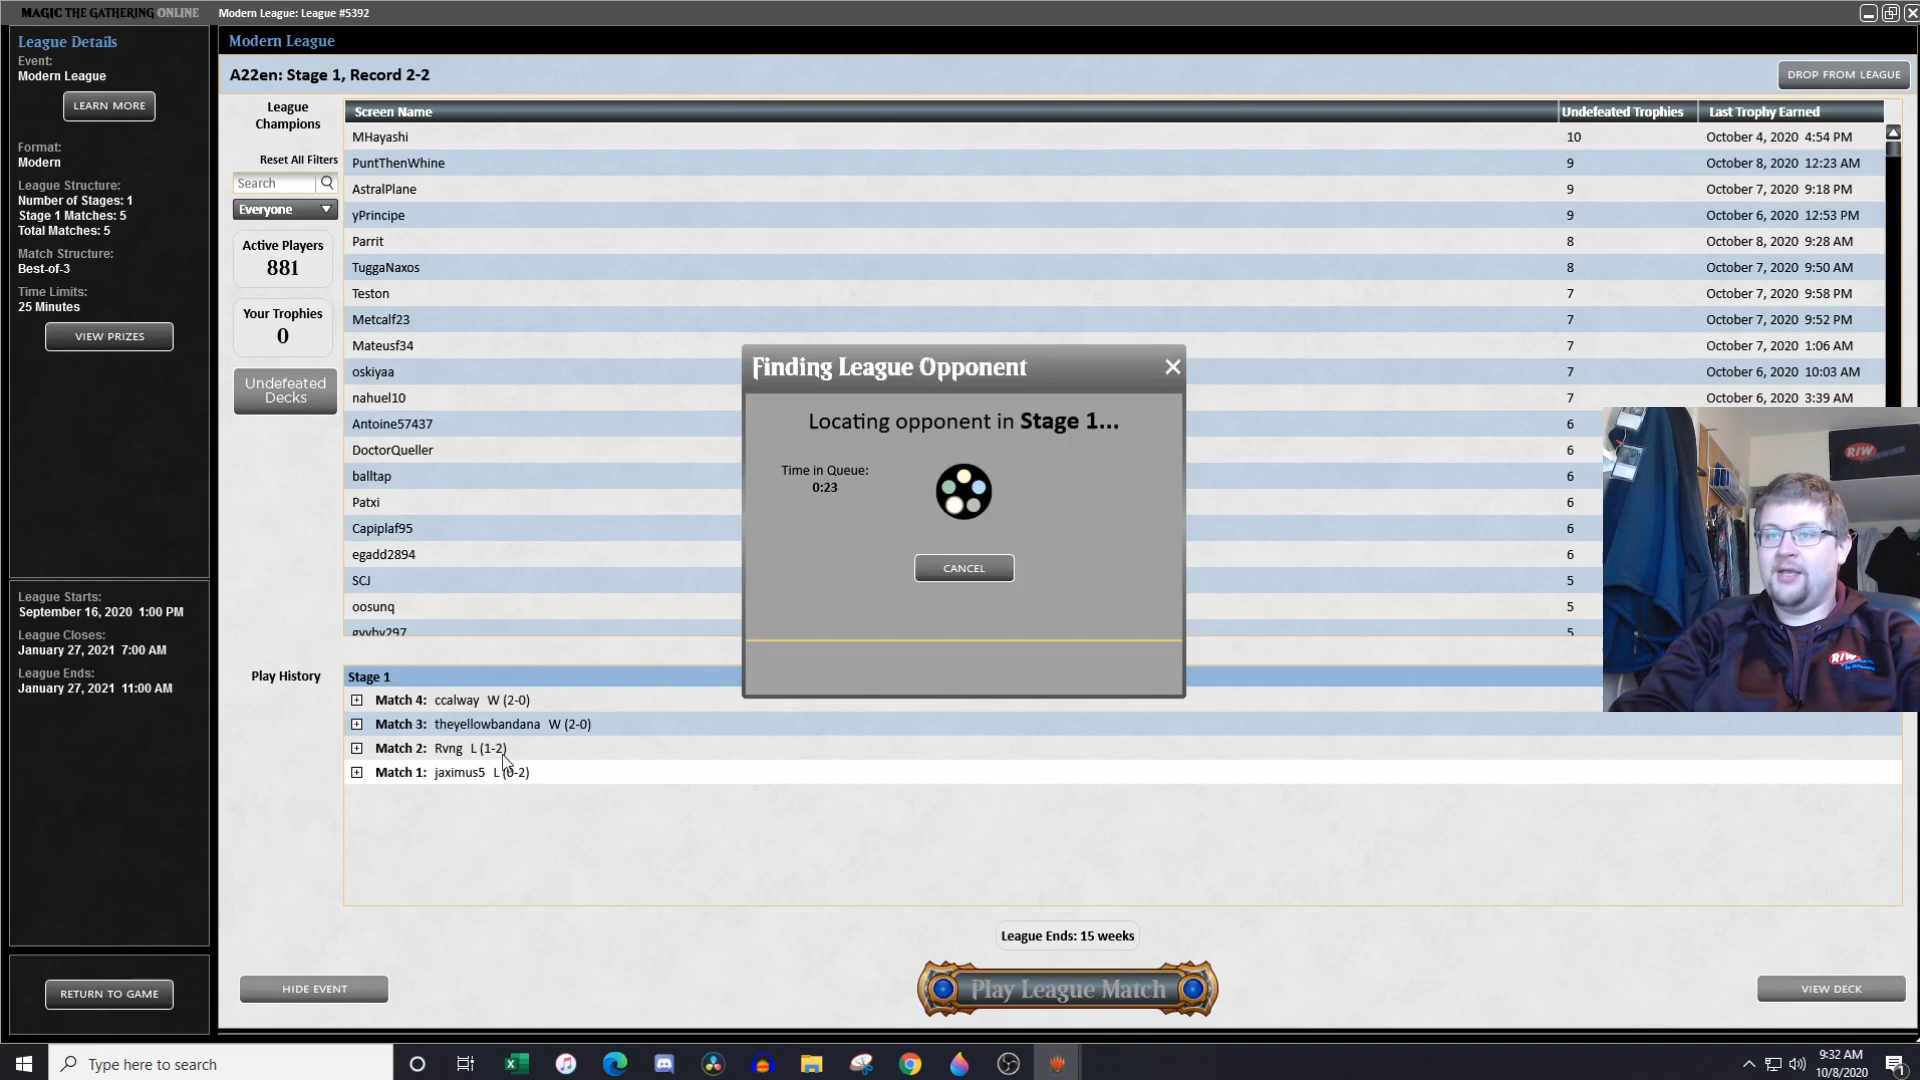 MAGIC THE GATHERING ONLINE
Modern League: League #5392
League Details
Event:
Modern League
LEARN MORE
Format:
Modern
League Structure:
Number of Stages: 1
Stage 1 Matches: 5
Total Matches: 5
Match Structure:
Best-of-3
Time Limits:
25 Minutes
VIEW PRIZES
League Starts:
September 16, 2020 1:00 PM
League Closes:
January 27, 2021 7:00 AM
League Ends:
January 27, 2021 11:00 AM
RETURN TO GAME
Modern League
A22en: Stage 1, Record 2-2
DROP FROM LEAGUE
League
Champions
Reset All Filters
Search
Everyone
Active Players
881
Your Trophies
0
Undefeated
Decks
Screen Name Undefeated Trophies Last Trophy Earned
MHayashi 10 October 4, 2020 4:54 PM
PuntThenWhine 9 October 8, 2020 12:23 AM
AstralPlane 9 October 7, 2020 9:18 PM
yPrincipe 9 October 6, 2020 12:53 PM
Parrit 8 October 8, 2020 9:28 AM
TuggaNaxos 8 October 7, 2020 9:50 AM
Teston 7 October 7, 2020 9:58 PM
Metcalf23 7 October 7, 2020 9:52 PM
Mateusf34 7 October 7, 2020 1:06 AM
oskiyaa 7 October 6, 2020 10:03 AM
nahuel10 7 October 6, 2020 3:39 AM
Antoine57437 6
DoctorQueller 6
balltap 6
Patxi 6
Capiplaf95 6
egadd2894 6
SCJ 5
oosunq 5
gyyby297 5
Finding League Opponent
Locating opponent in Stage 1...
Time in Queue:
0:23
CANCEL
RIW
RIW
Play History
Stage 1
Match 4: ccalway W (2-0)
Match 3: theyellowbandana W (2-0)
Match 2: Rvng L (1-2)
Match 1: jaximus5 L (0-2)
League Ends: 15 weeks
HIDE EVENT
Play League Match
VIEW DECK
Type here to search
9:32 AM
10/8/2020
1